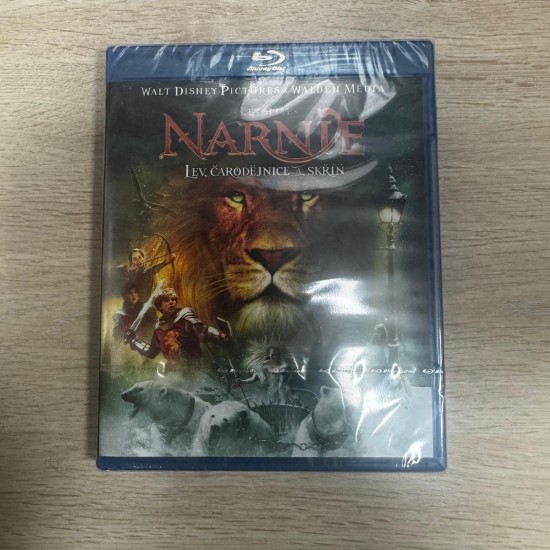 Blu-ray Disc
WALT DISNEY PICTURES WALDEN MEDIA
NARNIE
LEV, ČARODĚJNICE A SKŘÍŇ